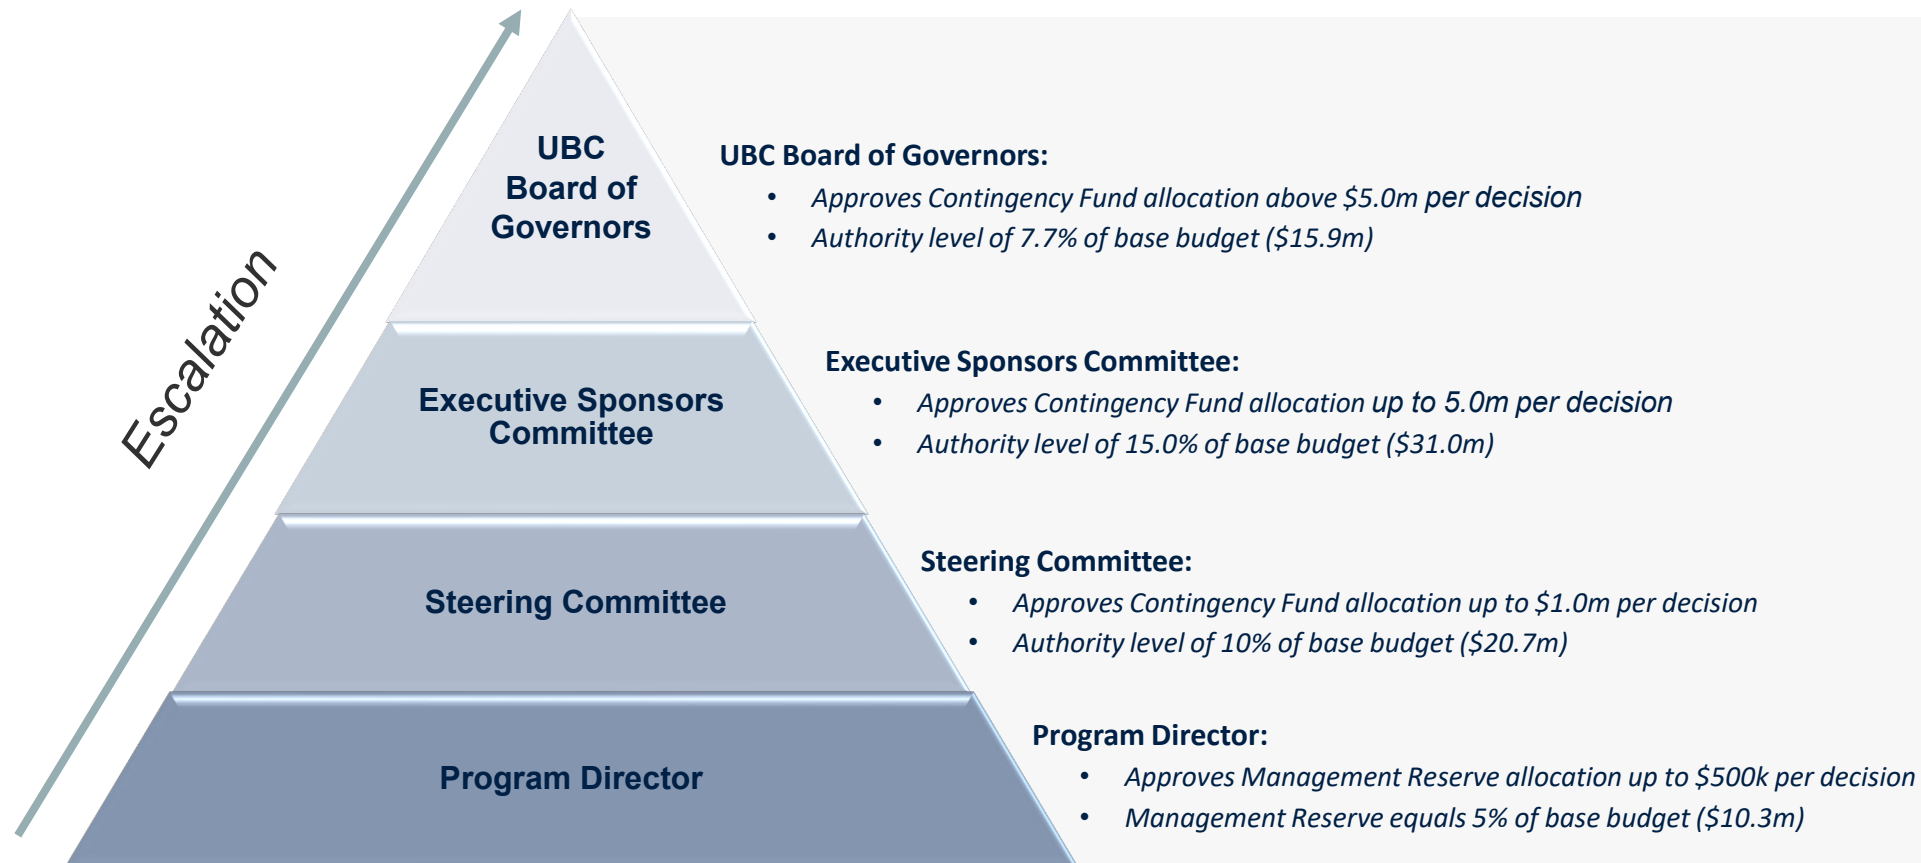 Escalation
UBC
Board of
Governors
UBC Board of Governors:
• Approves Contingency Fund allocation above $5.0m per decision
• Authority level of 7.7% of base budget ($15.9m)
Executive Sponsors
Committee
Executive Sponsors Committee:
• Approves Contingency Fund allocation up to 5.0m per decision
• Authority level of 15.0% of base budget ($31.0m)
Steering Committee
Steering Committee:
• Approves Contingency Fund allocation up to $1.0m per decision
• Authority level of 10% of base budget ($20.7m)
Program Director
Program Director:
• Approves Management Reserve allocation up to $500k per decision
• Management Reserve equals 5% of base budget ($10.3m)